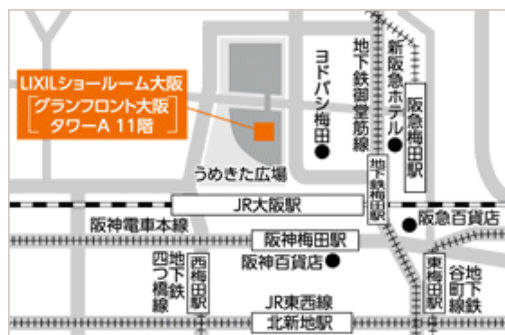 LIXILショールーム大阪
グランフロント大阪
タワーA 11階
うめきた広場
ヨドバシ梅田
地下鉄御堂筋線
新阪急ホテル
阪急梅田駅
地下鉄梅田駅
JR大阪駅
阪急百貨店
阪神電車本線
阪神梅田駅
阪神百貨店
地下鉄
四つ橋線
西梅田駅
東梅田駅
地下鉄
谷町線
JR東西線
北新地駅